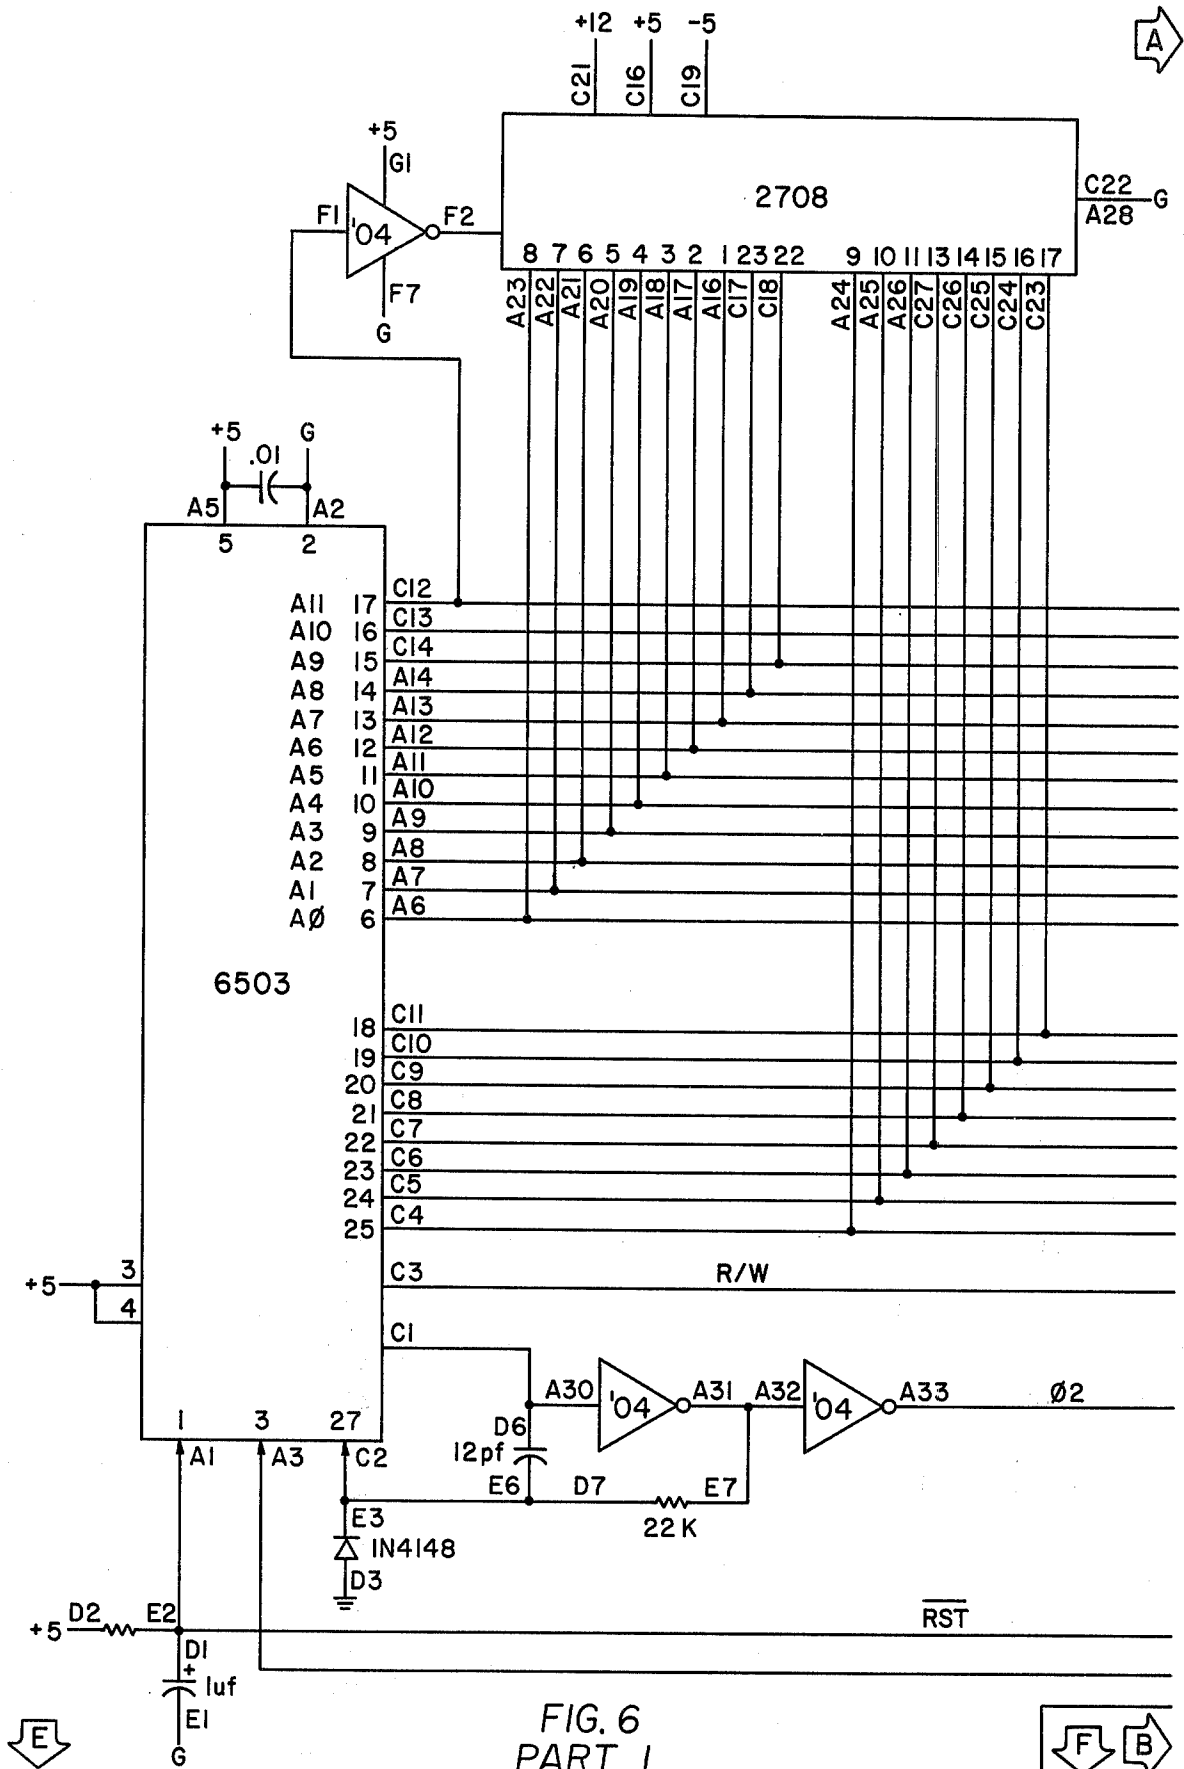 +12 +5 -5
A
C21 C16 C19
+5
G1
F1 '04 F2
F7
G
2708
C22 G
A28
8 7 6 5 4 3 2 1 23 22 9 10 11 13 14 15 16 17
A23 A22 A21 A20 A19 A18 A17 A16 C17 C18 A24 A25 A26 C27 C26 C25 C24 C23
+5 G
.01
A5 A2
5 2
A11 17 C12
A10 16 C13
A9 15 C14
A8 14 A14
A7 13 A13
A6 12 A12
A5 11 A11
A4 10 A10
A3 9 A9
A2 8 A8
A1 7 A7
AØ 6 A6
6503
18 C11
19 C10
20 C9
21 C8
22 C7
23 C6
24 C5
25 C4
+5 3 C3 R/W
4
C1
A30 '04 A31 A32 '04 A33 Ø2
1 3 27
A1 A3 C2
D6
12pf
E6 D7 E7
22K
E3
1N4148
D3
+5 D2 E2 RST
D1
+
1uf
E1
G
E
FIG. 6
PART 1
F B